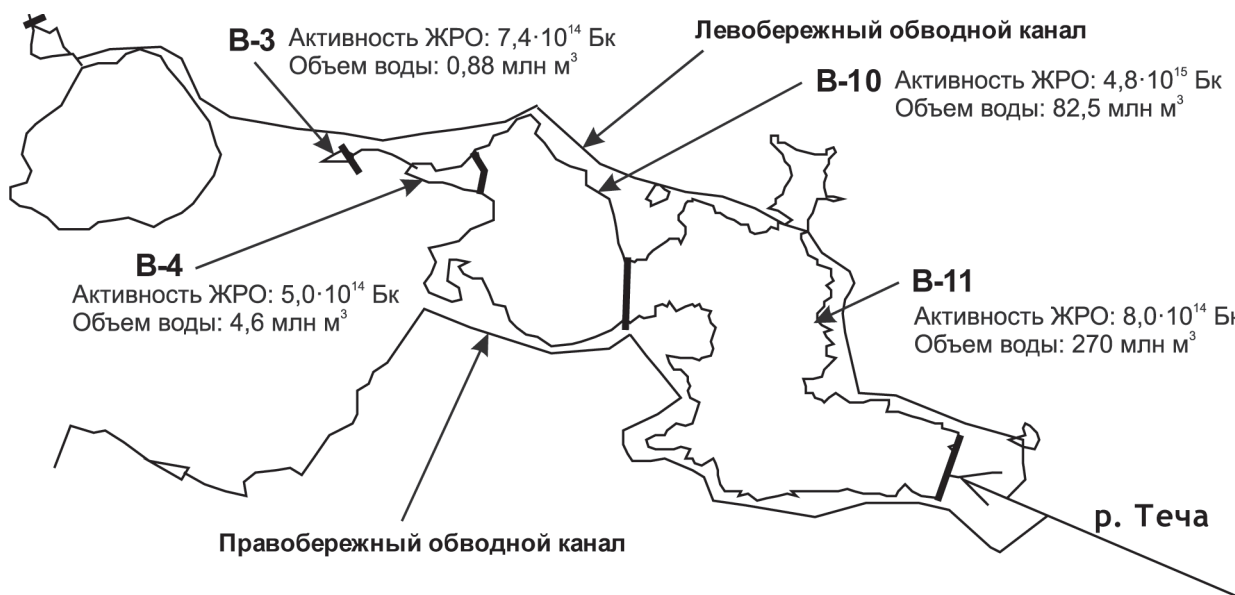 Левобережный обводной канал
В-3 Активность ЖРО: 7,4·10¹⁴ Бк
Объем воды: 0,88 млн м³
В-10 Активность ЖРО: 4,8·10¹⁵ Бк
Объем воды: 82,5 млн м³
В-4
Активность ЖРО: 5,0·10¹⁴ Бк
Объем воды: 4,6 млн м³
В-11
Активность ЖРО: 8,0·10¹⁴ Бк
Объем воды: 270 млн м³
р. Теча
Правобережный обводной канал